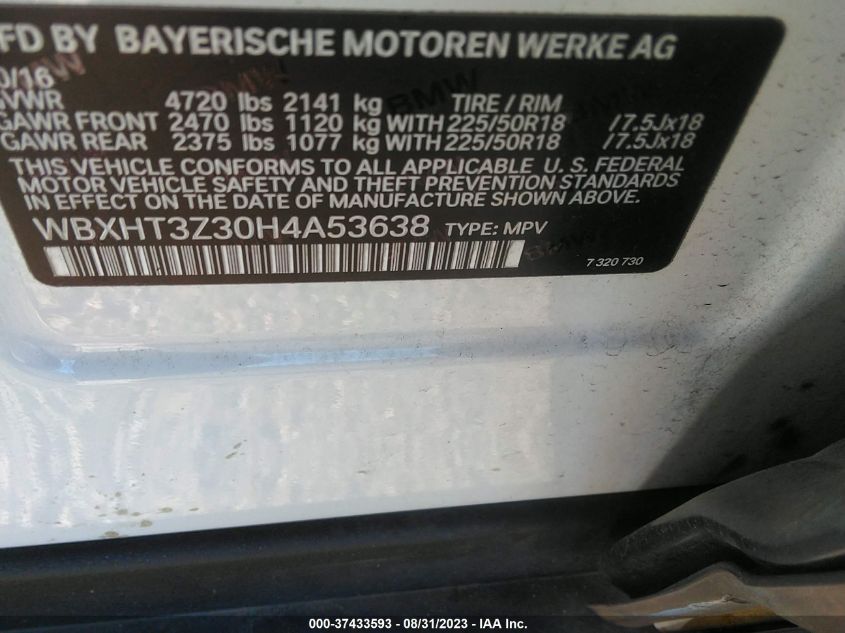 FD BY BAYERISCHE MOTOREN WERKE AG
0/16
VWR 4720 lbs 2141 kg TIRE / RIM
GAWR FRONT 2470 lbs 1120 kg WITH 225/50R18 /7.5Jx18
GAWR REAR 2375 lbs 1077 kg WITH 225/50R18 /7.5Jx18
THIS VEHICLE CONFORMS TO ALL APPLICABLE U. S. FEDERAL
MOTOR VEHICLE SAFETY AND THEFT PREVENTION STANDARDS
IN EFFECT ON THE DATE OF MANUFACTURE SHOWN ABOVE.
WBXHT3Z30H4A53638 TYPE: MPV
7 320 730
000-37433593 - 08/31/2023 - IAA Inc.